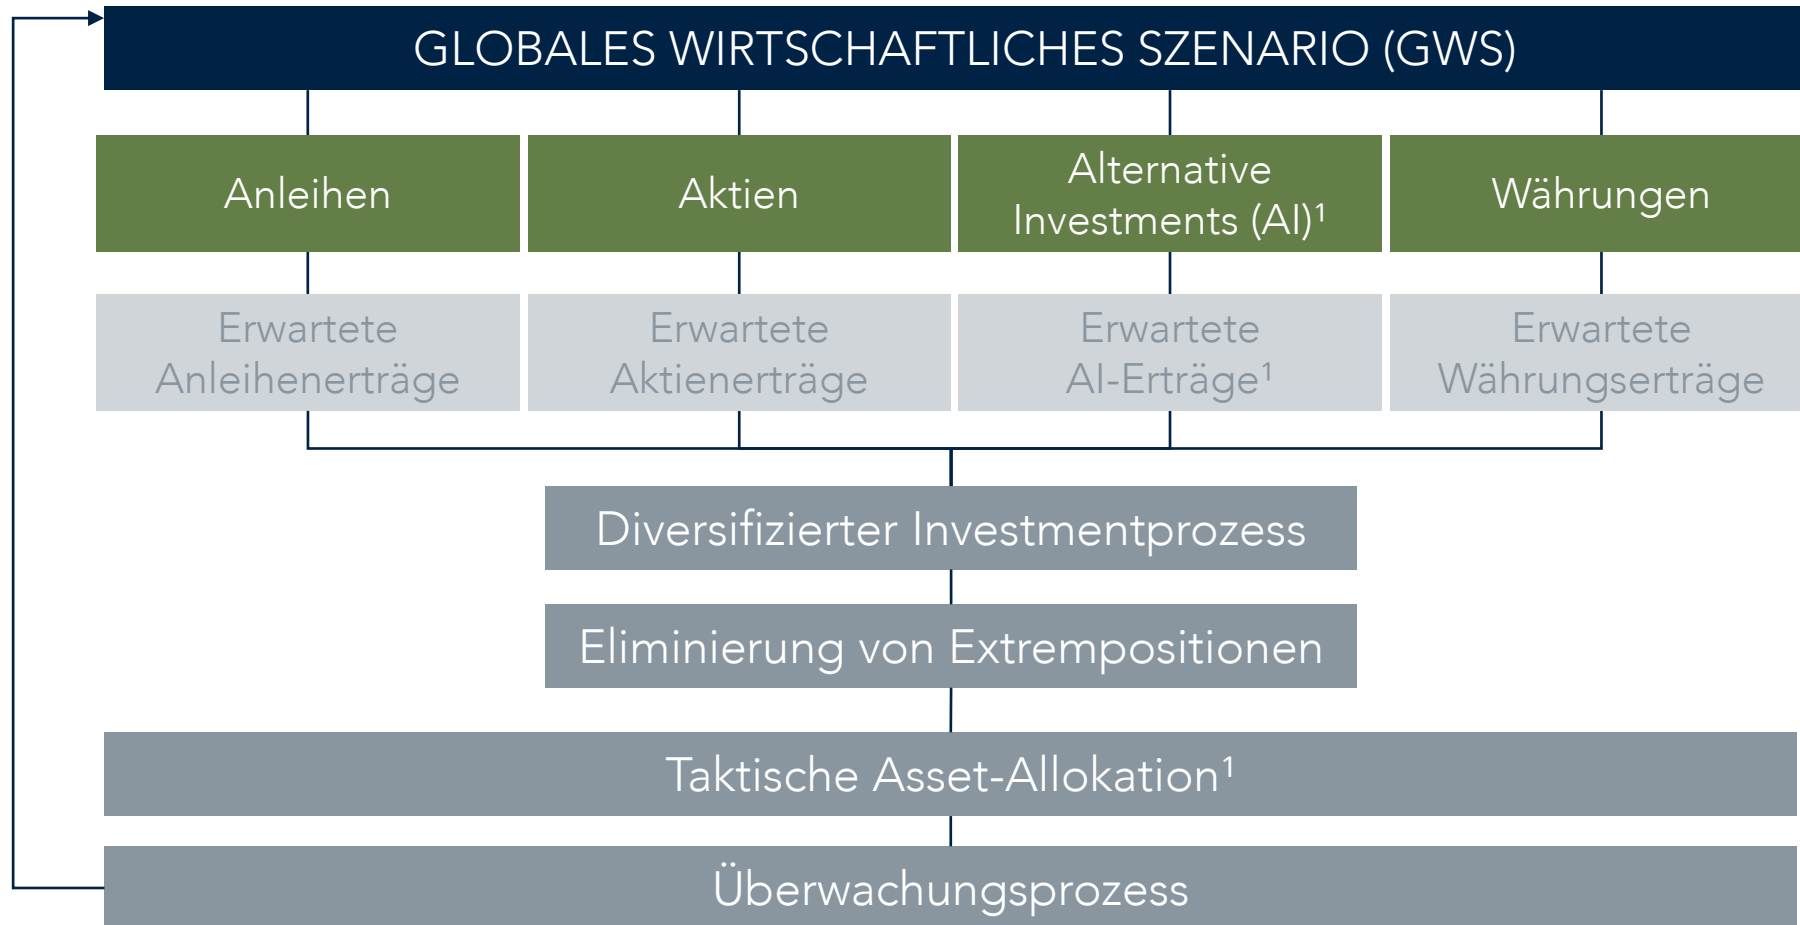 GLOBALES WIRTSCHAFTLICHES SZENARIO (GWS)
Anleihen
Aktien
Alternative
Investments (AI)¹
Währungen
Erwartete
Anleihenerträge
Erwartete
Aktienerträge
Erwartete
AI-Erträge¹
Erwartete
Währungserträge
Diversifizierter Investmentprozess
Eliminierung von Extrempositionen
Taktische Asset-Allokation¹
Überwachungsprozess